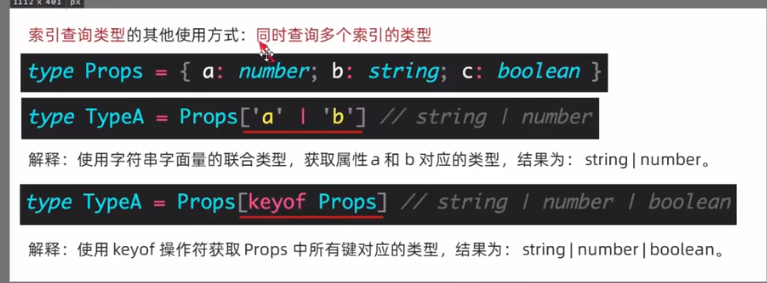 1112 x 401 px
索引查询类型的其他使用方式：同时查询多个索引的类型
type Props = { a: number; b: string; c: boolean }
type TypeA = Props['a' | 'b'] // string | number
解释：使用字符串字面量的联合类型，获取属性 a 和 b 对应的类型，结果为： string | number。
type TypeA = Props[keyof Props] // string | number | boolean
解释：使用 keyof 操作符获取 Props 中所有键对应的类型，结果为： string | number | boolean。